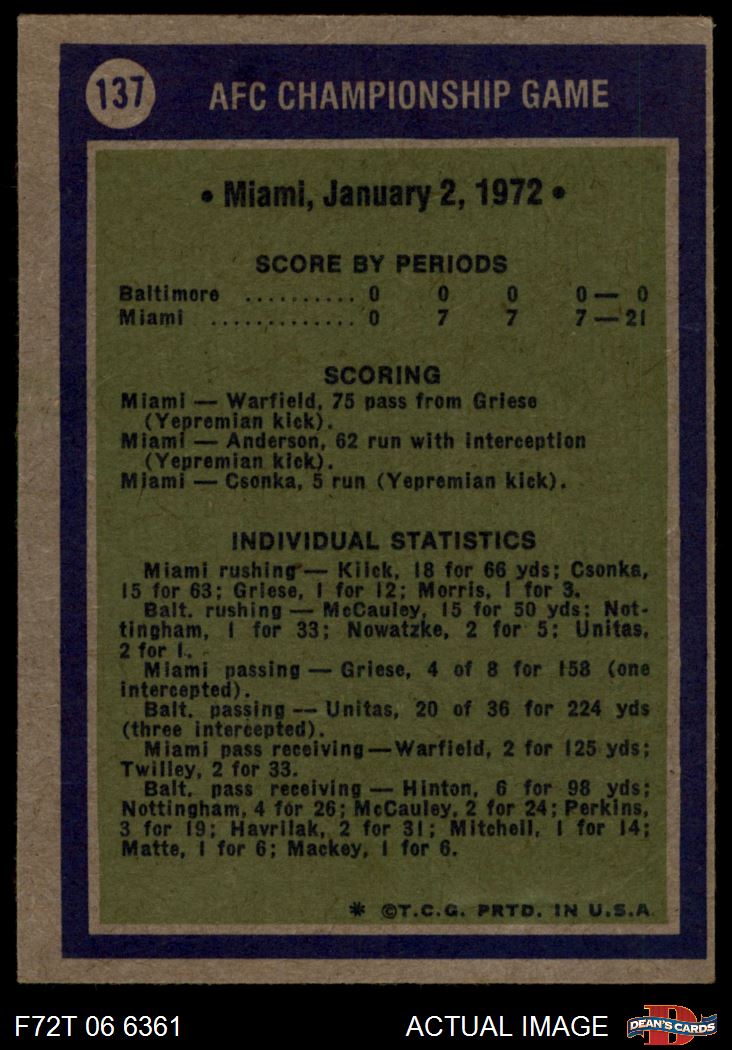 137 AFC CHAMPIONSHIP GAME
• Miami, January 2, 1972 •
SCORE BY PERIODS
Baltimore .......... 0 0 0 0 — 0
Miami ............. 0 7 7 7 — 21
SCORING
Miami — Warfield, 75 pass from Griese
(Yepremian kick).
Miami — Anderson, 62 run with interception
(Yepremian kick).
Miami — Csonka, 5 run (Yepremian kick).
INDIVIDUAL STATISTICS
Miami rushing — Kiick, 18 for 66 yds; Csonka,
15 for 63; Griese, 1 for 12; Morris, 1 for 3.
Balt. rushing — McCauley, 15 for 50 yds; Not-
tingham, 1 for 33; Nowatzke, 2 for 5; Unitas,
2 for 1.
Miami passing — Griese, 4 of 8 for 158 (one
intercepted).
Balt. passing — Unitas, 20 of 36 for 224 yds
(three intercepted).
Miami pass receiving — Warfield, 2 for 125 yds;
Twilley, 2 for 33.
Balt. pass receiving — Hinton, 6 for 98 yds;
Nottingham, 4 for 26; McCauley, 2 for 24; Perkins,
3 for 19; Havrilak, 2 for 31; Mitchell, 1 for 14;
Matte, 1 for 6; Mackey, 1 for 6.
* ©T.C.G. PRTD. IN U.S.A.
F72T 06 6361 ACTUAL IMAGE DEAN'S CARDS